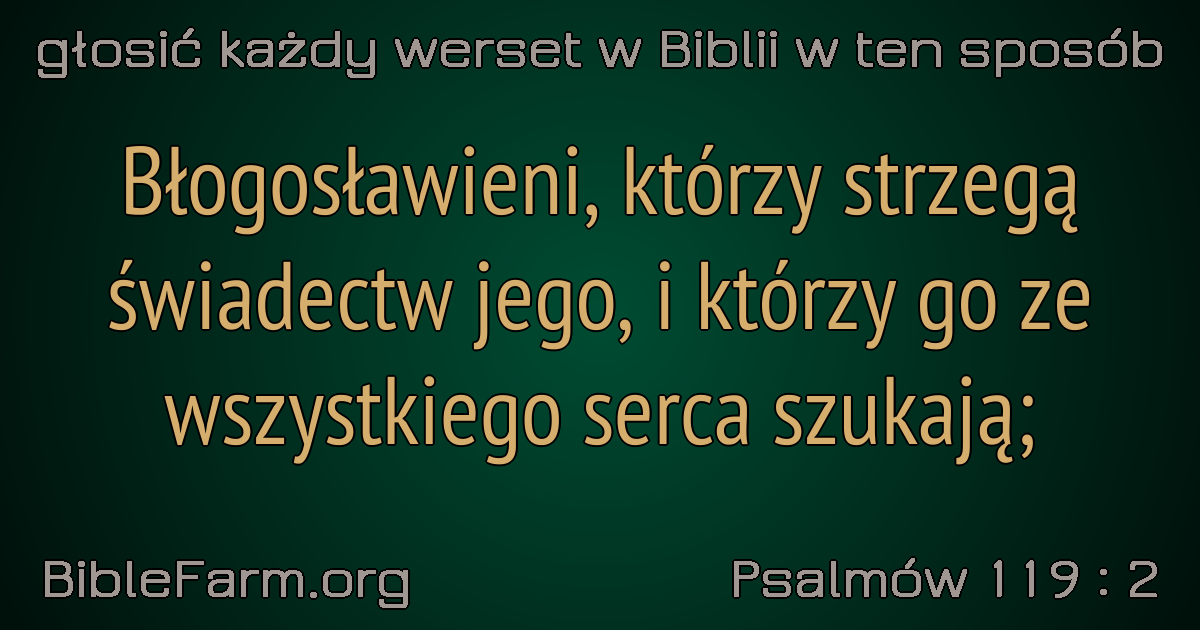 głosić każdy werset w Biblii w ten sposób
Błogosławieni, którzy strzegą
świadectw jego, i którzy go ze
wszystkiego serca szukają;
BibleFarm.org
Psalmów 119 : 2